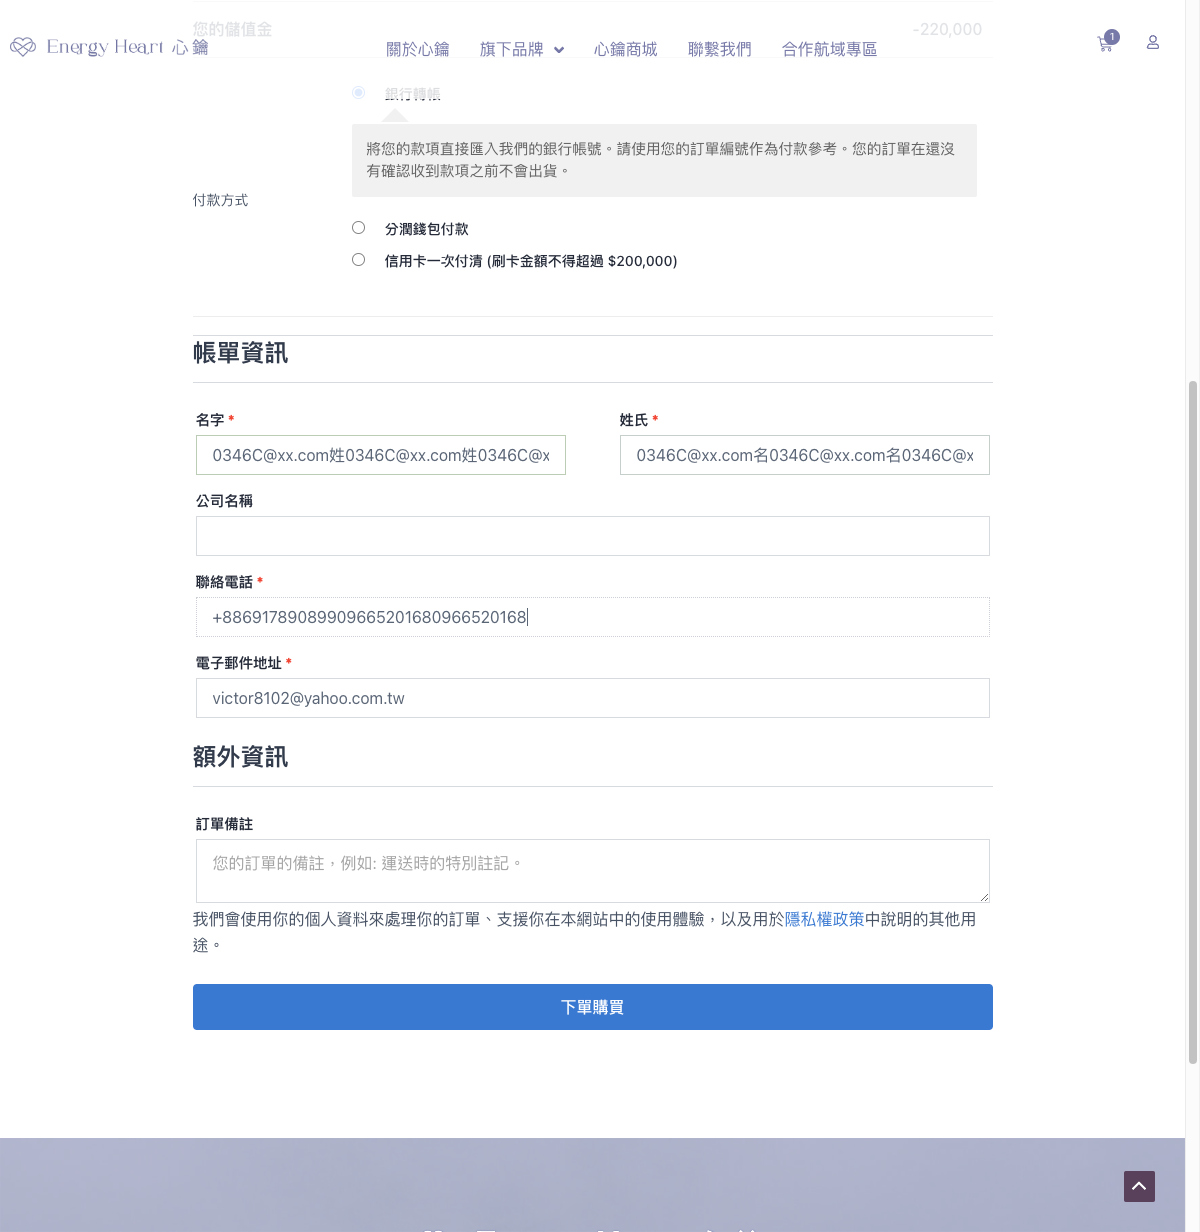 您的儲值金 -220,000
Energy Heart 心鑰 關於心鑰 旗下品牌 心鑰商城 聯繫我們 合作航域專區 1
銀行轉帳
將您的款項直接匯入我們的銀行帳號。請使用您的訂單編號作為付款參考。您的訂單在還沒
有確認收到款項之前不會出貨。
付款方式
分潤錢包付款
信用卡一次付清 (刷卡金額不得超過 $200,000)
帳單資訊
名字 * 姓氏 *
0346C@xx.com姓0346C@xx.com姓0346C@x 0346C@xx.com名0346C@xx.com名0346C@x
公司名稱
聯絡電話 *
+88691789089909665201680966520168
電子郵件地址 *
victor8102@yahoo.com.tw
額外資訊
訂單備註
您的訂單的備註，例如: 運送時的特別註記。
我們會使用你的個人資料來處理你的訂單、支援你在本網站中的使用體驗，以及用於隱私權政策中說明的其他用
途。
下單購買